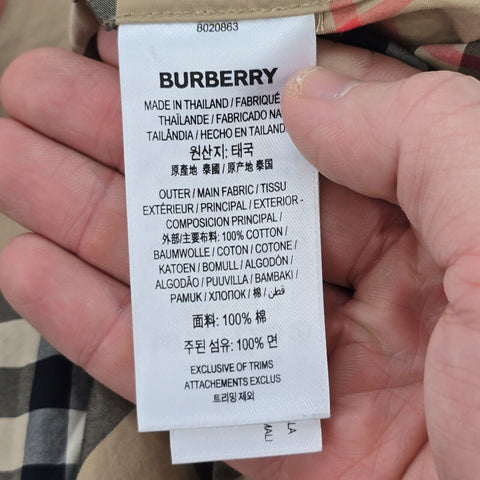 8020863
BURBERRY
MADE IN THAILAND / FABRIQUÉ
THAÏLANDE / FABRICADO NA
TAILÂNDIA / HECHO EN TAILAND
원산지: 태국
原產地 泰國 / 原产地 泰国
OUTER / MAIN FABRIC / TISSU
EXTÉRIEUR / PRINCIPAL / EXTERIOR -
COMPOSICION PRINCIPAL /
外部/主要布料: 100% COTTON /
BAUMWOLLE / COTON / COTONE /
KATOEN / BOMULL / ALGODÓN /
ALGODÃO / PUUVILLA / BAMBAKI /
PAMUK / ХЛОПОК / 棉 / قطن /
面料: 100% 棉
주된 섬유: 100% 면
EXCLUSIVE OF TRIMS
ATTACHEMENTS EXCLUS
트리밍 제외